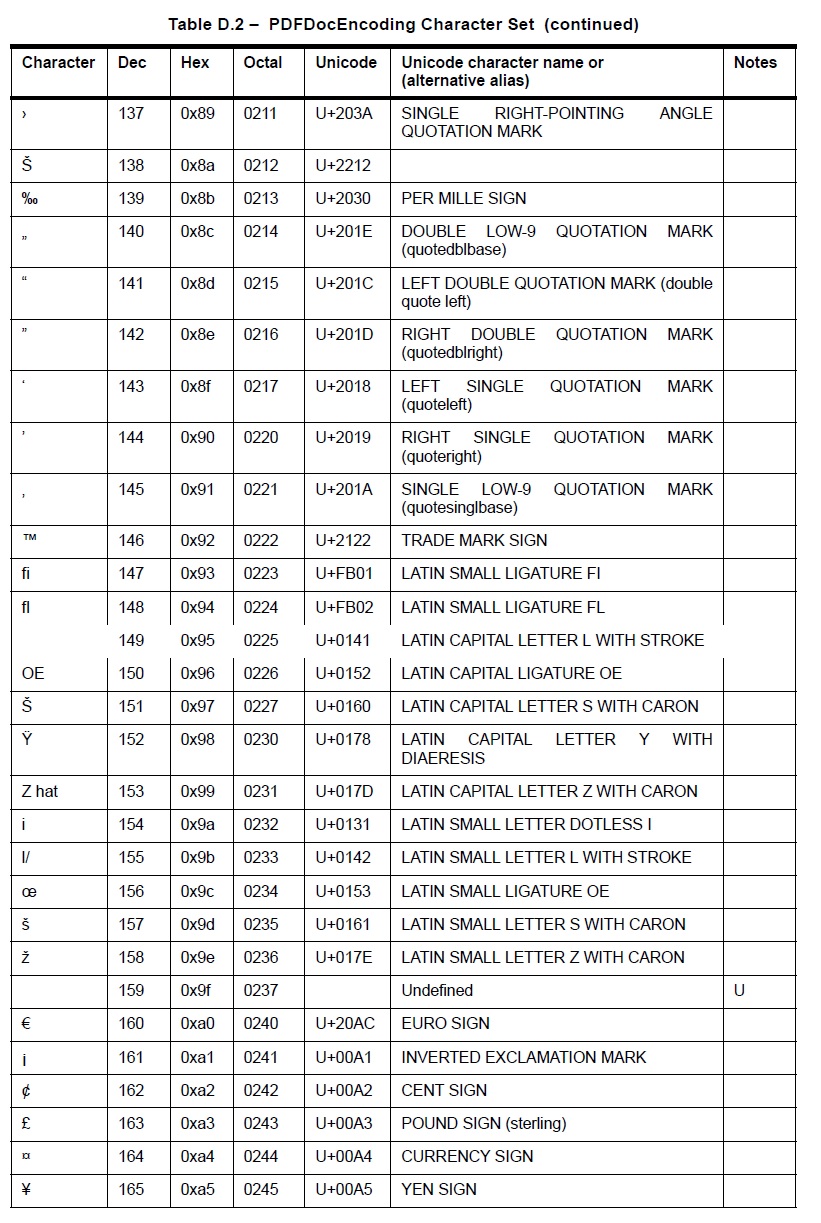 Table D.2 – PDFDocEncoding Character Set (continued)
Character Dec Hex Octal Unicode Unicode character name or Notes
(alternative alias)
› 137 0x89 0211 U+203A SINGLE RIGHT-POINTING ANGLE
QUOTATION MARK
Š 138 0x8a 0212 U+2212
‰ 139 0x8b 0213 U+2030 PER MILLE SIGN
„ 140 0x8c 0214 U+201E DOUBLE LOW-9 QUOTATION MARK
(quotedblbase)
“ 141 0x8d 0215 U+201C LEFT DOUBLE QUOTATION MARK (double
quote left)
” 142 0x8e 0216 U+201D RIGHT DOUBLE QUOTATION MARK
(quotedblright)
‘ 143 0x8f 0217 U+2018 LEFT SINGLE QUOTATION MARK
(quoteleft)
’ 144 0x90 0220 U+2019 RIGHT SINGLE QUOTATION MARK
(quoteright)
‚ 145 0x91 0221 U+201A SINGLE LOW-9 QUOTATION MARK
(quotesinglbase)
™ 146 0x92 0222 U+2122 TRADE MARK SIGN
fi 147 0x93 0223 U+FB01 LATIN SMALL LIGATURE FI
fl 148 0x94 0224 U+FB02 LATIN SMALL LIGATURE FL
149 0x95 0225 U+0141 LATIN CAPITAL LETTER L WITH STROKE
OE 150 0x96 0226 U+0152 LATIN CAPITAL LIGATURE OE
Š 151 0x97 0227 U+0160 LATIN CAPITAL LETTER S WITH CARON
Ÿ 152 0x98 0230 U+0178 LATIN CAPITAL LETTER Y WITH
DIAERESIS
Z hat 153 0x99 0231 U+017D LATIN CAPITAL LETTER Z WITH CARON
i 154 0x9a 0232 U+0131 LATIN SMALL LETTER DOTLESS I
l/ 155 0x9b 0233 U+0142 LATIN SMALL LETTER L WITH STROKE
œ 156 0x9c 0234 U+0153 LATIN SMALL LIGATURE OE
š 157 0x9d 0235 U+0161 LATIN SMALL LETTER S WITH CARON
ž 158 0x9e 0236 U+017E LATIN SMALL LETTER Z WITH CARON
159 0x9f 0237 Undefined U
€ 160 0xa0 0240 U+20AC EURO SIGN
¡ 161 0xa1 0241 U+00A1 INVERTED EXCLAMATION MARK
¢ 162 0xa2 0242 U+00A2 CENT SIGN
£ 163 0xa3 0243 U+00A3 POUND SIGN (sterling)
¤ 164 0xa4 0244 U+00A4 CURRENCY SIGN
¥ 165 0xa5 0245 U+00A5 YEN SIGN